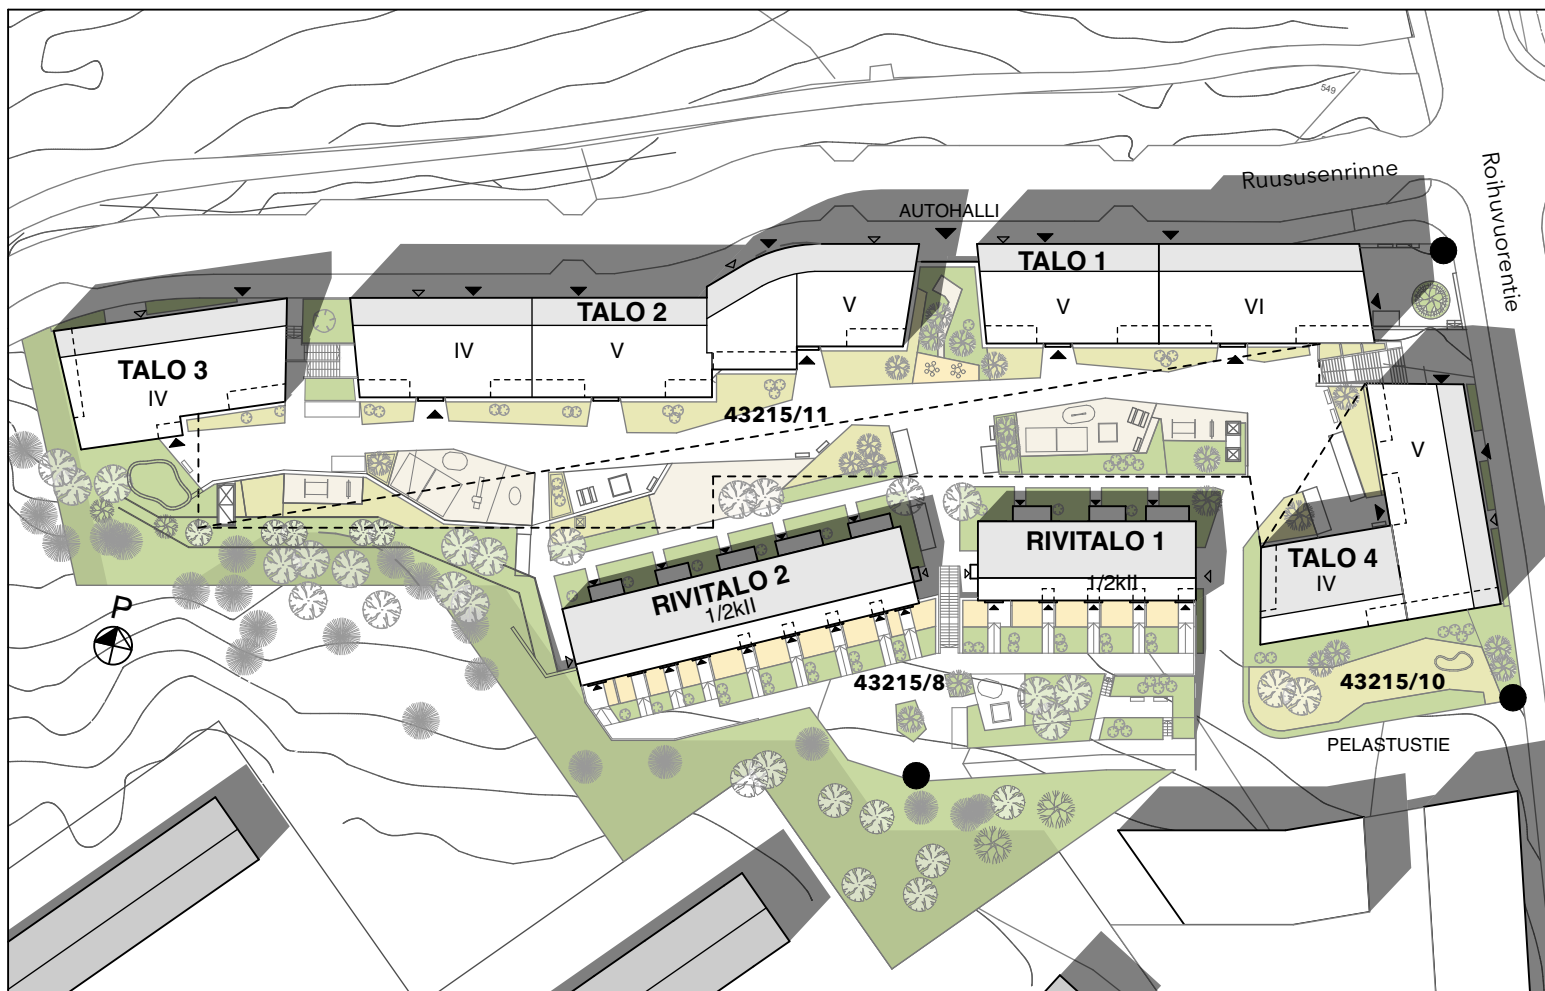 549
Ruususenrinne
Roihuvuorentie
AUTOHALLI
TALO 1
V
VI
TALO 2
IV
V
V
TALO 3
IV
43215/11
V
TALO 4
IV
RIVITALO 1
1/2kII
RIVITALO 2
1/2kII
P
43215/8
43215/10
PELASTUSTIE